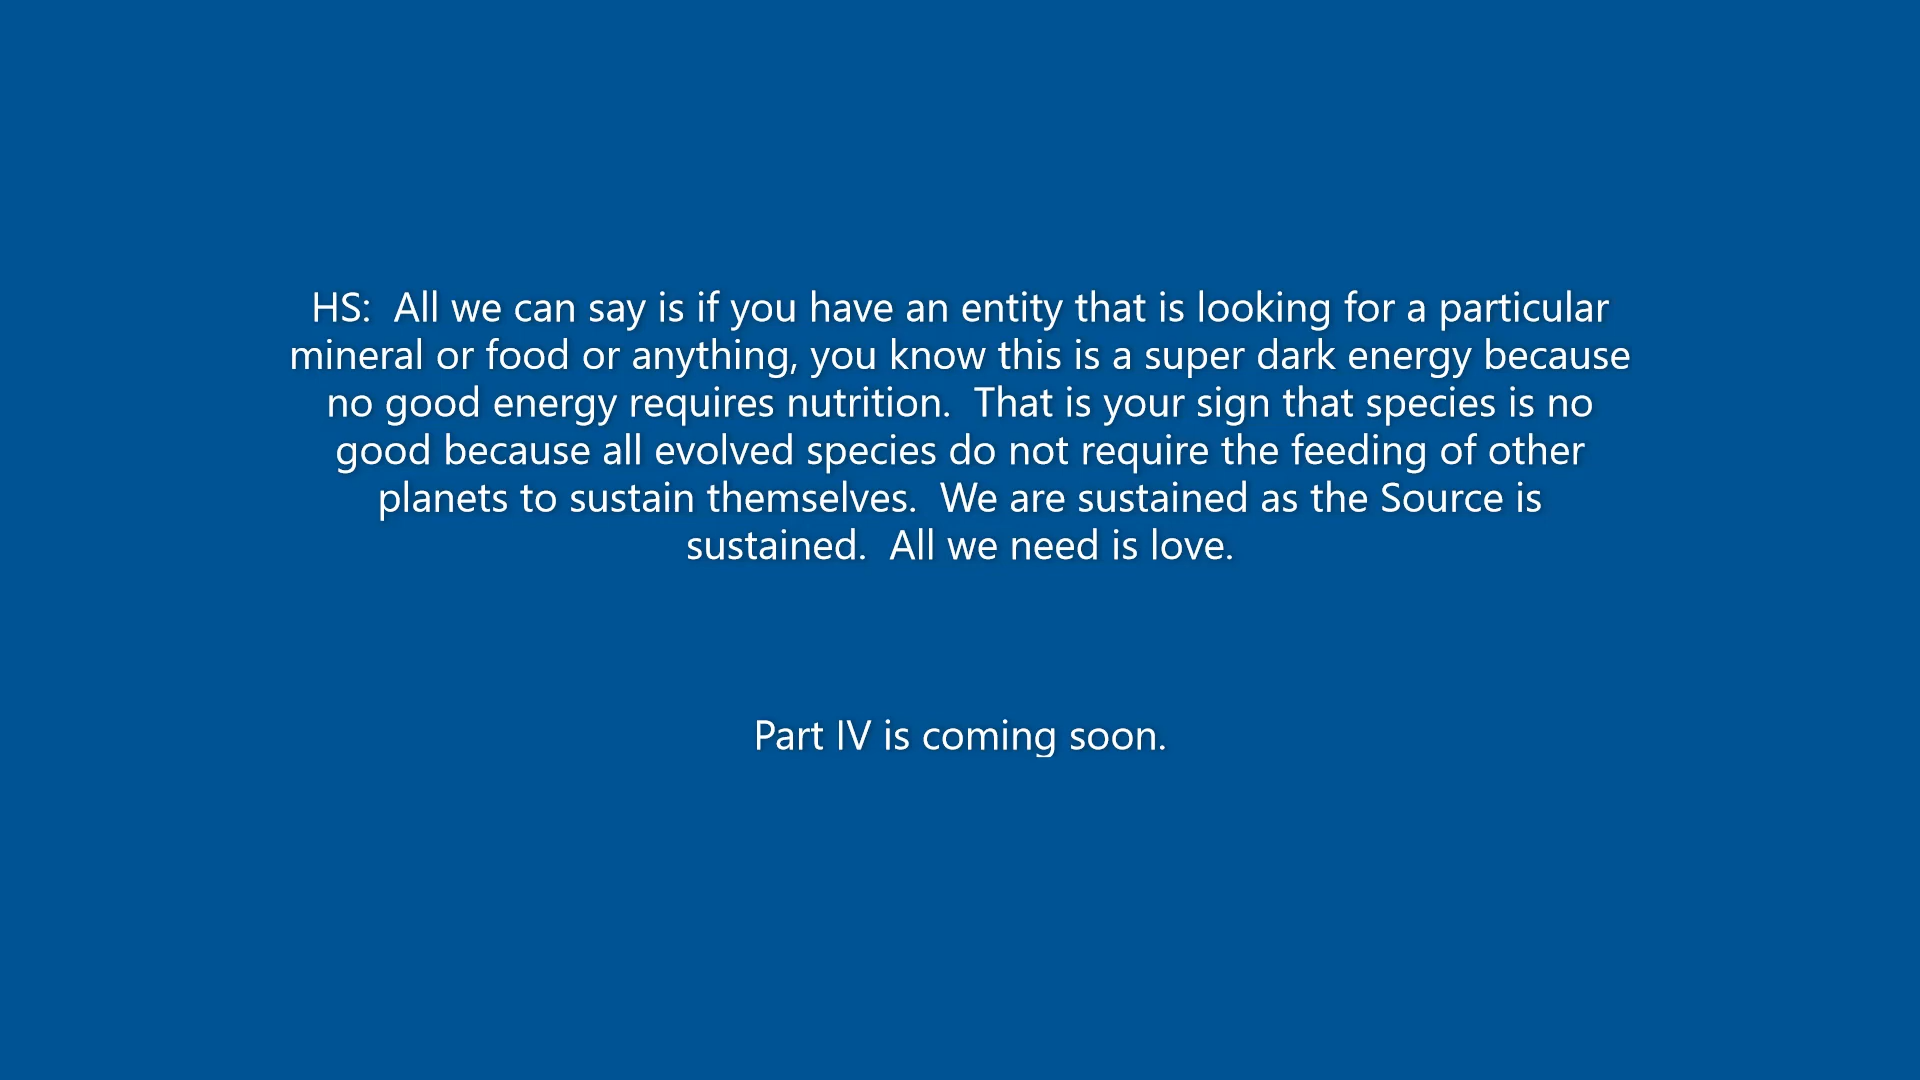 HS:  All we can say is if you have an entity that is looking for a particular
mineral or food or anything, you know this is a super dark energy because
no good energy requires nutrition.  That is your sign that species is no
good because all evolved species do not require the feeding of other
planets to sustain themselves.  We are sustained as the Source is
sustained.  All we need is love.
Part IV is coming soon.